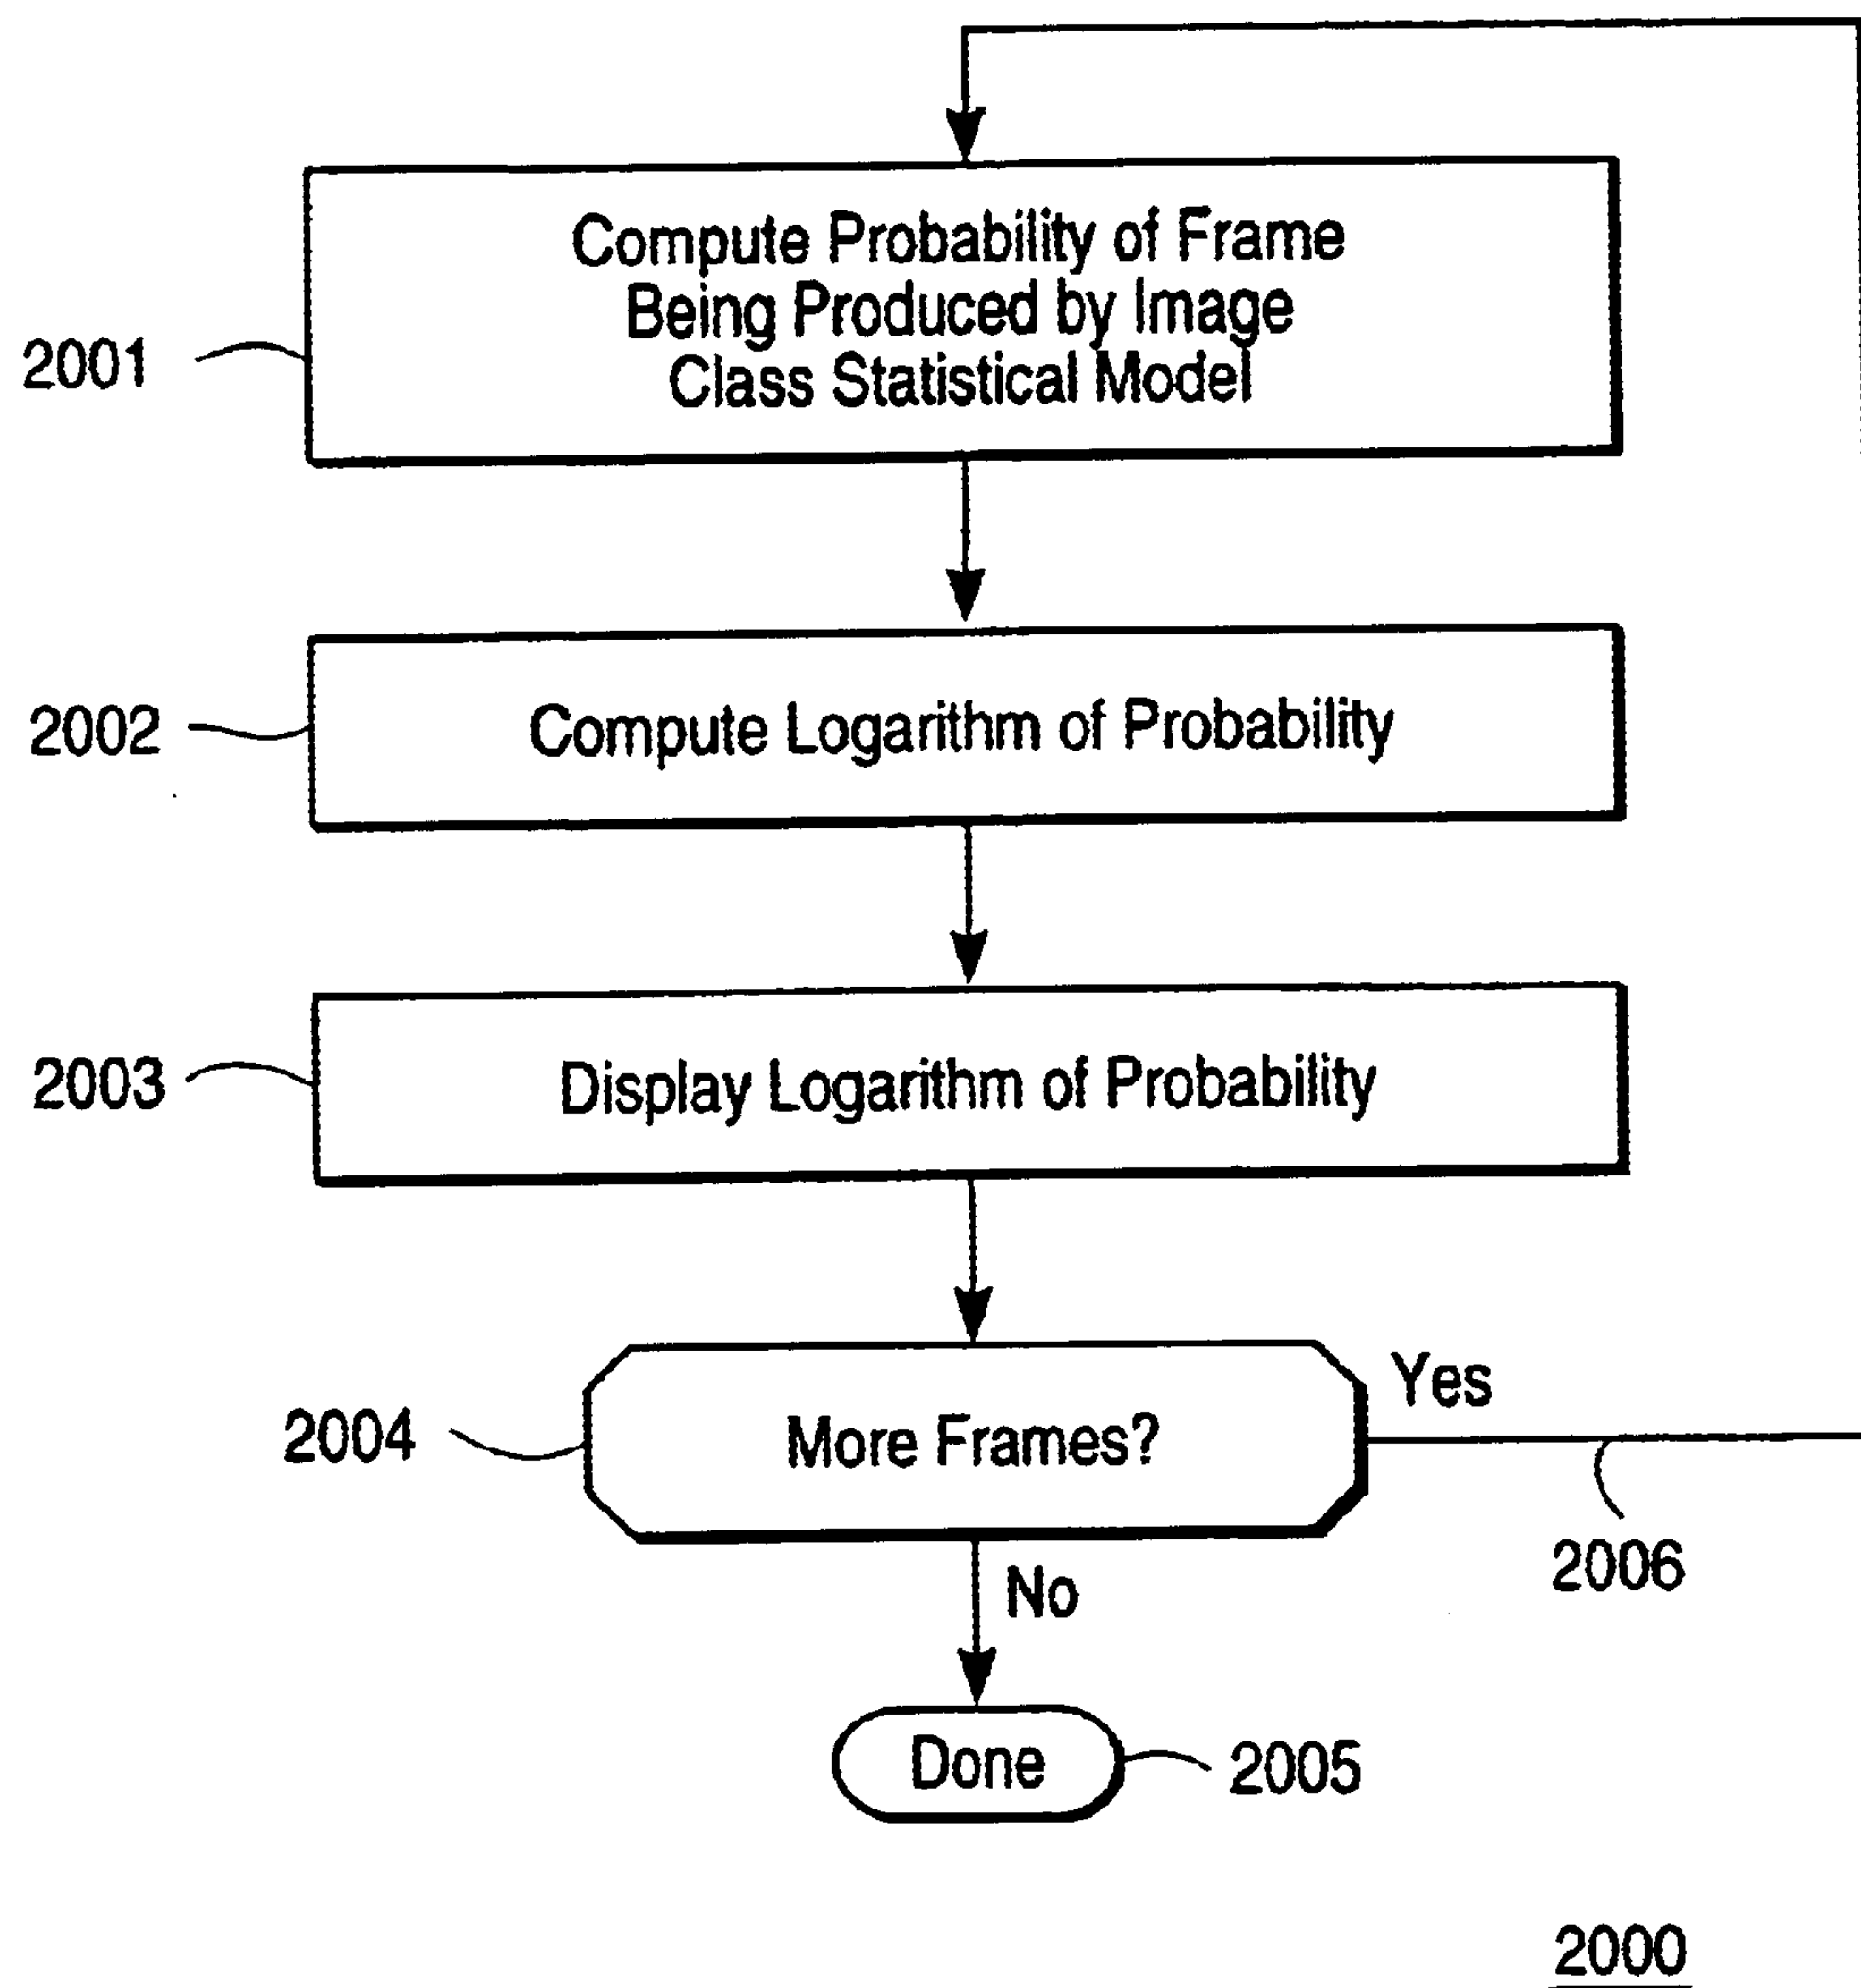 Compute Probability of Frame
Being Produced by Image
Class Statistical Model
2001
2002
Compute Logarithm of Probability
2003
Display Logarithm of Probability
Yes
2004
More Frames?
2006
No
Done
2005
2000